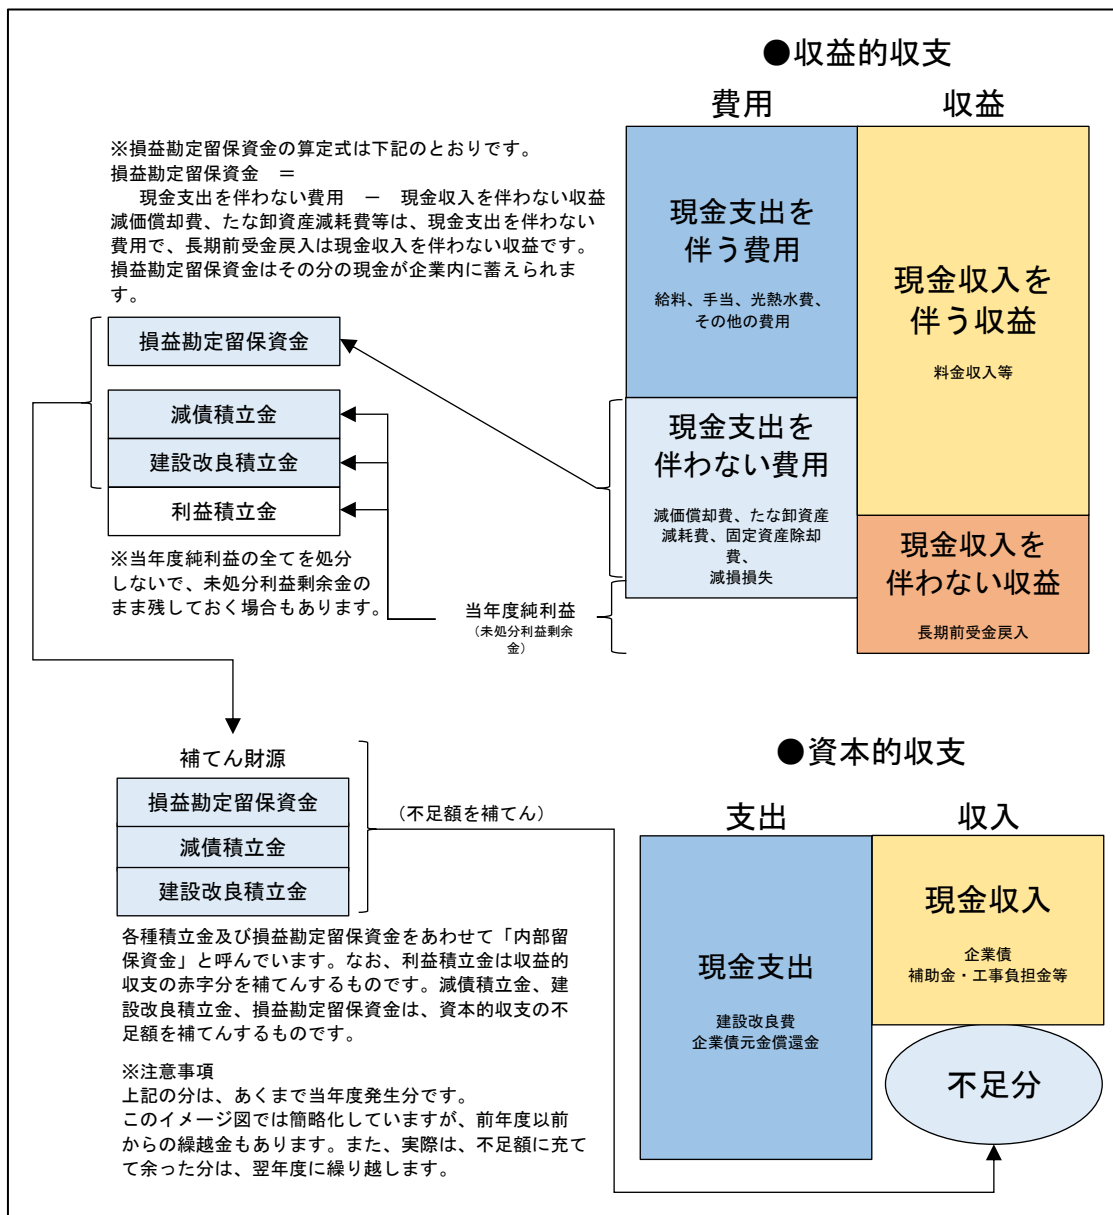 ●収益的収支
費用
収益
※損益勘定留保資金の算定式は下記のとおりです。
損益勘定留保資金　＝
現金支出を伴わない費用　－　現金収入を伴わない収益
減価償却費、たな卸資産減耗費等は、現金支出を伴わない
費用で、長期前受金戻入は現金収入を伴わない収益です。
損益勘定留保資金はその分の現金が企業内に蓄えられま
す。
現金支出を
伴う費用
給料、手当、光熱水費、
その他の費用
現金収入を
伴う収益
料金収入等
損益勘定留保資金
減債積立金
建設改良積立金
利益積立金
※当年度純利益の全てを処分
しないで、未処分利益剰余金の
まま残しておく場合もあります。
現金支出を
伴わない費用
減価償却費、たな卸資産
減耗費、固定資産除却
費、
減損損失
現金収入を
伴わない収益
長期前受金戻入
当年度純利益
（未処分利益剰余
金）
補てん財源
損益勘定留保資金
減債積立金
建設改良積立金
（不足額を補てん）
各種積立金及び損益勘定留保資金をあわせて「内部留
保資金」と呼んでいます。なお、利益積立金は収益的
収支の赤字分を補てんするものです。減債積立金、建
設改良積立金、損益勘定留保資金は、資本的収支の不
足額を補てんするものです。
※注意事項
上記の分は、あくまで当年度発生分です。
このイメージ図では簡略化していますが、前年度以前
からの繰越金もあります。また、実際は、不足額に充て
て余った分は、翌年度に繰り越します。
●資本的収支
支出
収入
現金支出
建設改良費
企業債元金償還金
現金収入
企業債
補助金・工事負担金等
不足分